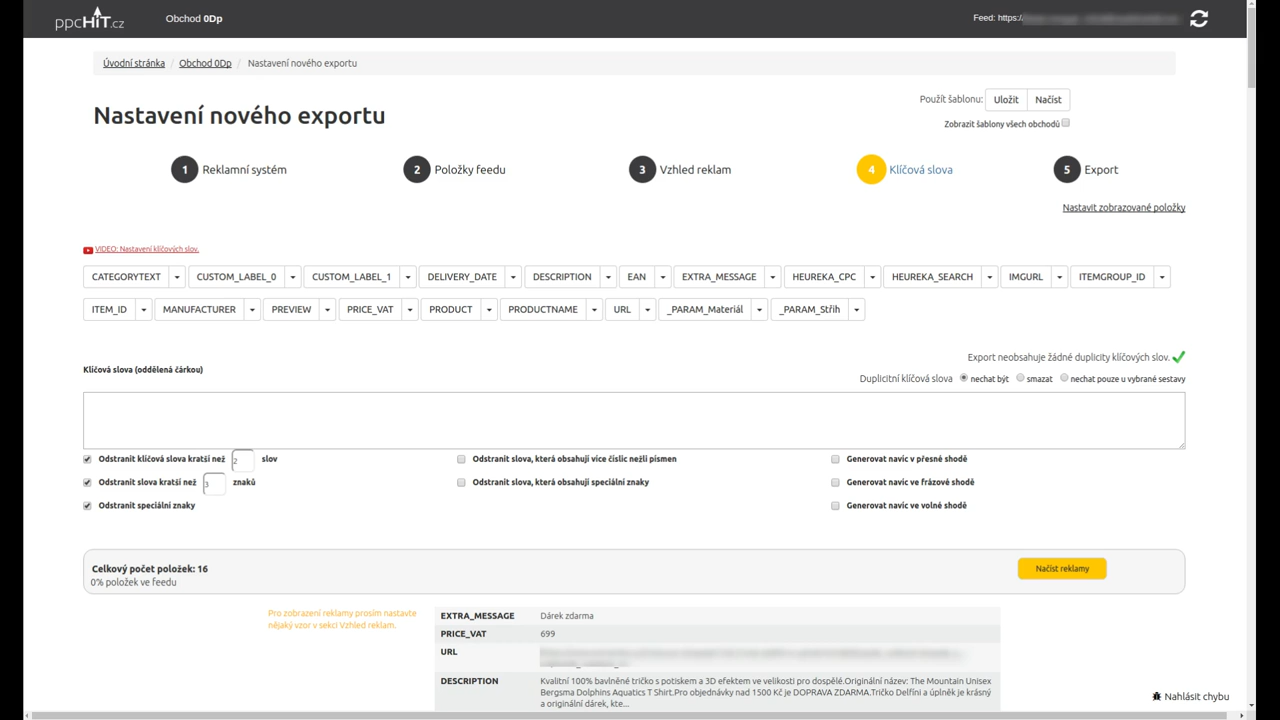 ppcHIT.cz
Obchod 0Dp
Feed: https:/
Úvodní stránka / Obchod 0Dp / Nastavení nového exportu
Nastavení nového exportu
Použít šablonu: Uložit Načíst
Zobrazit šablony všech obchodů
1 Reklamní systém
2 Položky feedu
3 Vzhled reklam
4 Klíčová slova
5 Export
Nastavit zobrazované položky
VIDEO: Nastavení klíčových slov.
CATEGORYTEXT CUSTOM_LABEL_0 CUSTOM_LABEL_1 DELIVERY_DATE DESCRIPTION EAN EXTRA_MESSAGE HEUREKA_CPC HEUREKA_SEARCH IMGURL ITEMGROUP_ID
ITEM_ID MANUFACTURER PREVIEW PRICE_VAT PRODUCT PRODUCTNAME URL _PARAM_Materiál _PARAM_Střih
Export neobsahuje žádné duplicity klíčových slov.
Klíčová slova (oddělená čárkou)
Duplicitní klíčová slova nechat být smazat nechat pouze u vybrané sestavy
Odstranit klíčová slova kratší než 2 slov
Odstranit slova, která obsahují více číslic nežli písmen
Generovat navíc v přesné shodě
Odstranit slova kratší než 3 znaků
Odstranit slova, která obsahují speciální znaky
Generovat navíc ve frázové shodě
Odstranit speciální znaky
Generovat navíc ve volné shodě
Celkový počet položek: 16
0% položek ve feedu
Načíst reklamy
Pro zobrazení reklamy prosím nastavte
nějaký vzor v sekci Vzhled reklam.
EXTRA_MESSAGE Dárek zdarma
PRICE_VAT 699
URL
DESCRIPTION Kvalitní 100% bavlněné tričko s potiskem a 3D efektem ve velikosti pro dospělé.Originální název: The Mountain Unisex
Bergsma Dolphins Aquatics T Shirt.Pro objednávky nad 1500 Kč je DOPRAVA ZDARMA.Tričko Delfíni a úplněk je krásný
a originální dárek, kte...
Nahlásit chybu